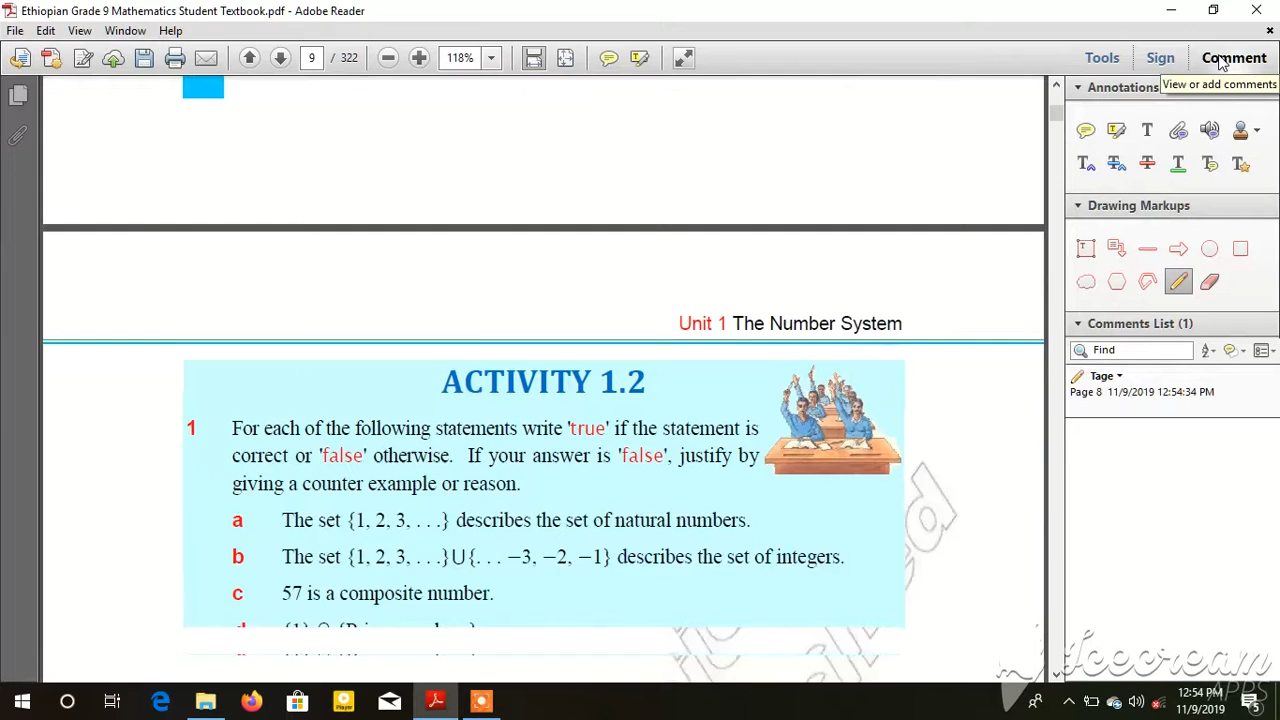 Ethiopian Grade 9 Mathematics Student Textbook.pdf - Adobe Reader
File Edit View Window Help
9 / 322 118% Tools Sign Comment
View or add comments
Annotations
Drawing Markups
Comments List (1)
Find
Tage
Page 8 11/9/2019 12:54:34 PM
Unit 1 The Number System
ACTIVITY 1.2
1 For each of the following statements write 'true' if the statement is
correct or 'false' otherwise. If your answer is 'false', justify by
giving a counter example or reason.
a The set {1, 2, 3, . . .} describes the set of natural numbers.
b The set {1, 2, 3, . . .}⋃{. . . −3, −2, −1} describes the set of integers.
c 57 is a composite number.
Icecream
APPS
Player
12:54 PM
11/9/2019
5